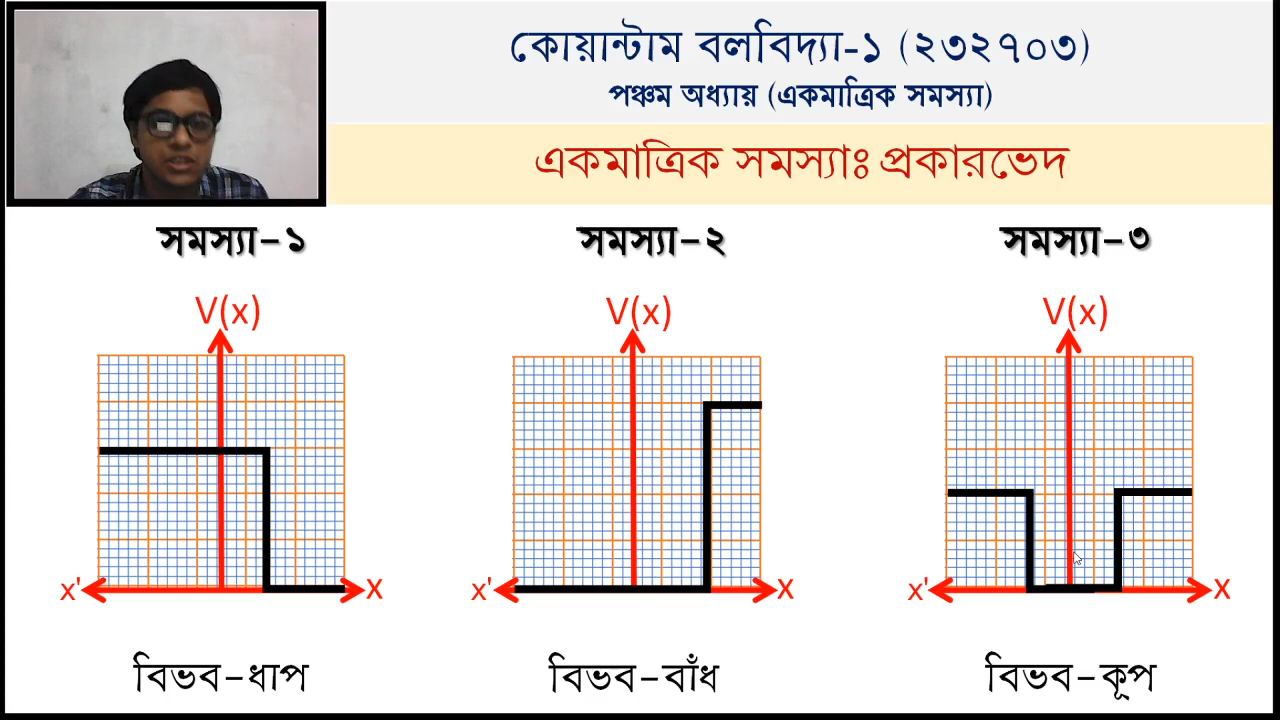 কোয়ান্টাম বলবিদ্যা-১ (২৩২৭০৩)
পঞ্চম অধ্যায় (একমাত্রিক সমস্যা)
একমাত্রিক সমস্যাঃ প্রকারভেদ
সমস্যা-১
সমস্যা-২
সমস্যা-৩
V(x)
V(x)
V(x)
x'
x
x'
x
x'
x
বিভব-ধাপ
বিভব-বাঁধ
বিভব-কূপ